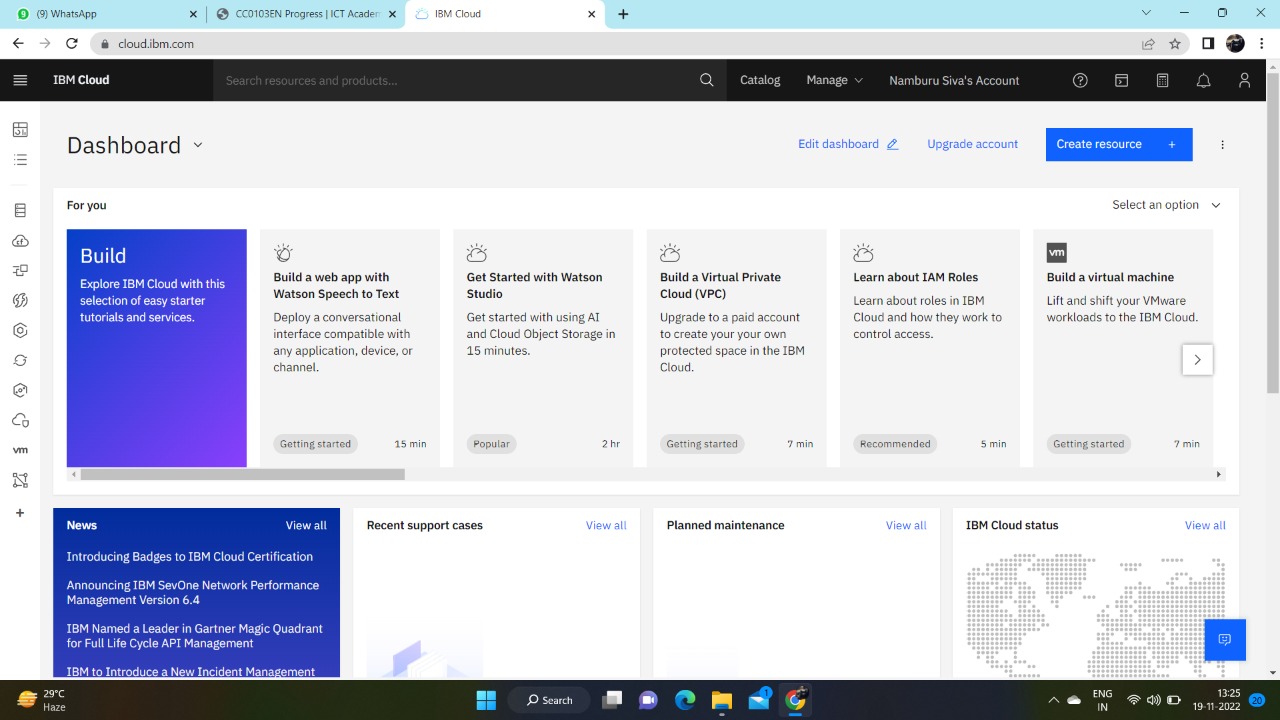 (9) WhatsApp
CC0103EN Progress | ICT Academ
IBM Cloud
cloud.ibm.com
IBM Cloud
Search resources and products...
Catalog
Manage
Namburu Siva's Account
Dashboard
Edit dashboard
Upgrade account
Create resource +
For you
Select an option
Build
Explore IBM Cloud with this
selection of easy starter
tutorials and services.
Build a web app with
Watson Speech to Text
Deploy a conversational
interface compatible with
any application, device, or
channel.
Getting started
15 min
Get Started with Watson
Studio
Get started with using AI
and Cloud Object Storage in
15 minutes.
Popular
2 hr
Build a Virtual Private
Cloud (VPC)
Upgrade to a paid account
to create your your own
protected space in the IBM
Cloud.
Getting started
7 min
Learn about IAM Roles
Learn about roles in IBM
Cloud and how they work to
control access.
Recommended
5 min
vm
Build a virtual machine
Lift and shift your VMware
workloads to the IBM Cloud.
Getting started
7 min
vm
News
View all
Introducing Badges to IBM Cloud Certification
Announcing IBM SevOne Network Performance
Management Version 6.4
IBM Named a Leader in Gartner Magic Quadrant
for Full Life Cycle API Management
IBM to Introduce a New Incident Management
Recent support cases
View all
Planned maintenance
View all
IBM Cloud status
View all
29°C
Haze
Search
1
ENG
IN
13:25
19-11-2022
20